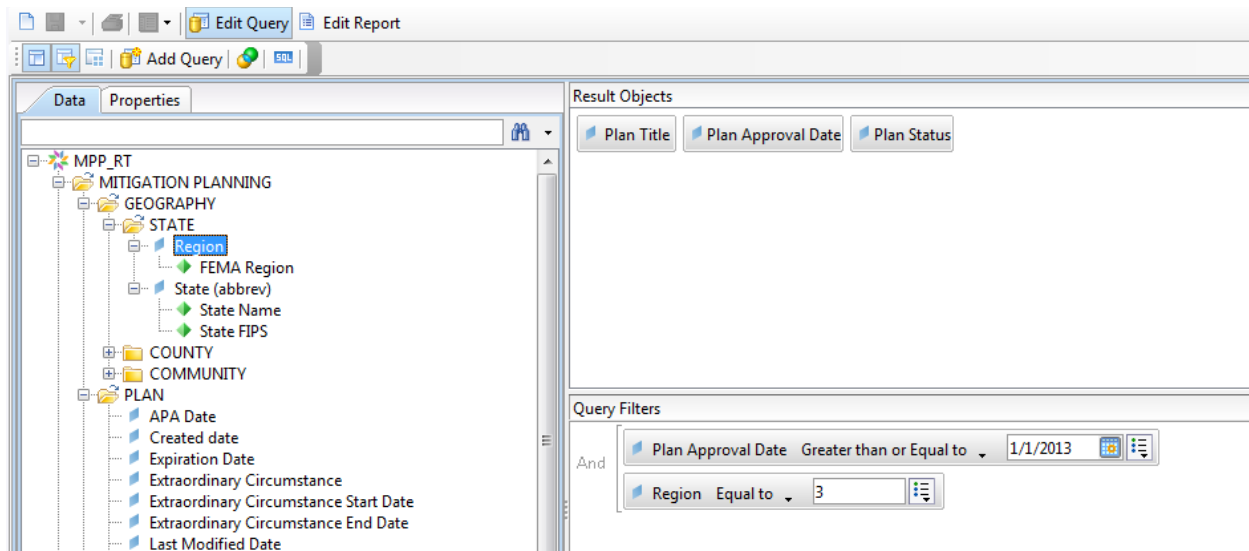 Edit Query Edit Report
Add Query SQL
Data Properties
MPP_RT
MITIGATION PLANNING
GEOGRAPHY
STATE
Region
FEMA Region
State (abbrev)
State Name
State FIPS
COUNTY
COMMUNITY
PLAN
APA Date
Created date
Expiration Date
Extraordinary Circumstance
Extraordinary Circumstance Start Date
Extraordinary Circumstance End Date
Last Modified Date
Result Objects
Plan Title Plan Approval Date Plan Status
Query Filters
And
Plan Approval Date Greater than or Equal to 1/1/2013
Region Equal to 3